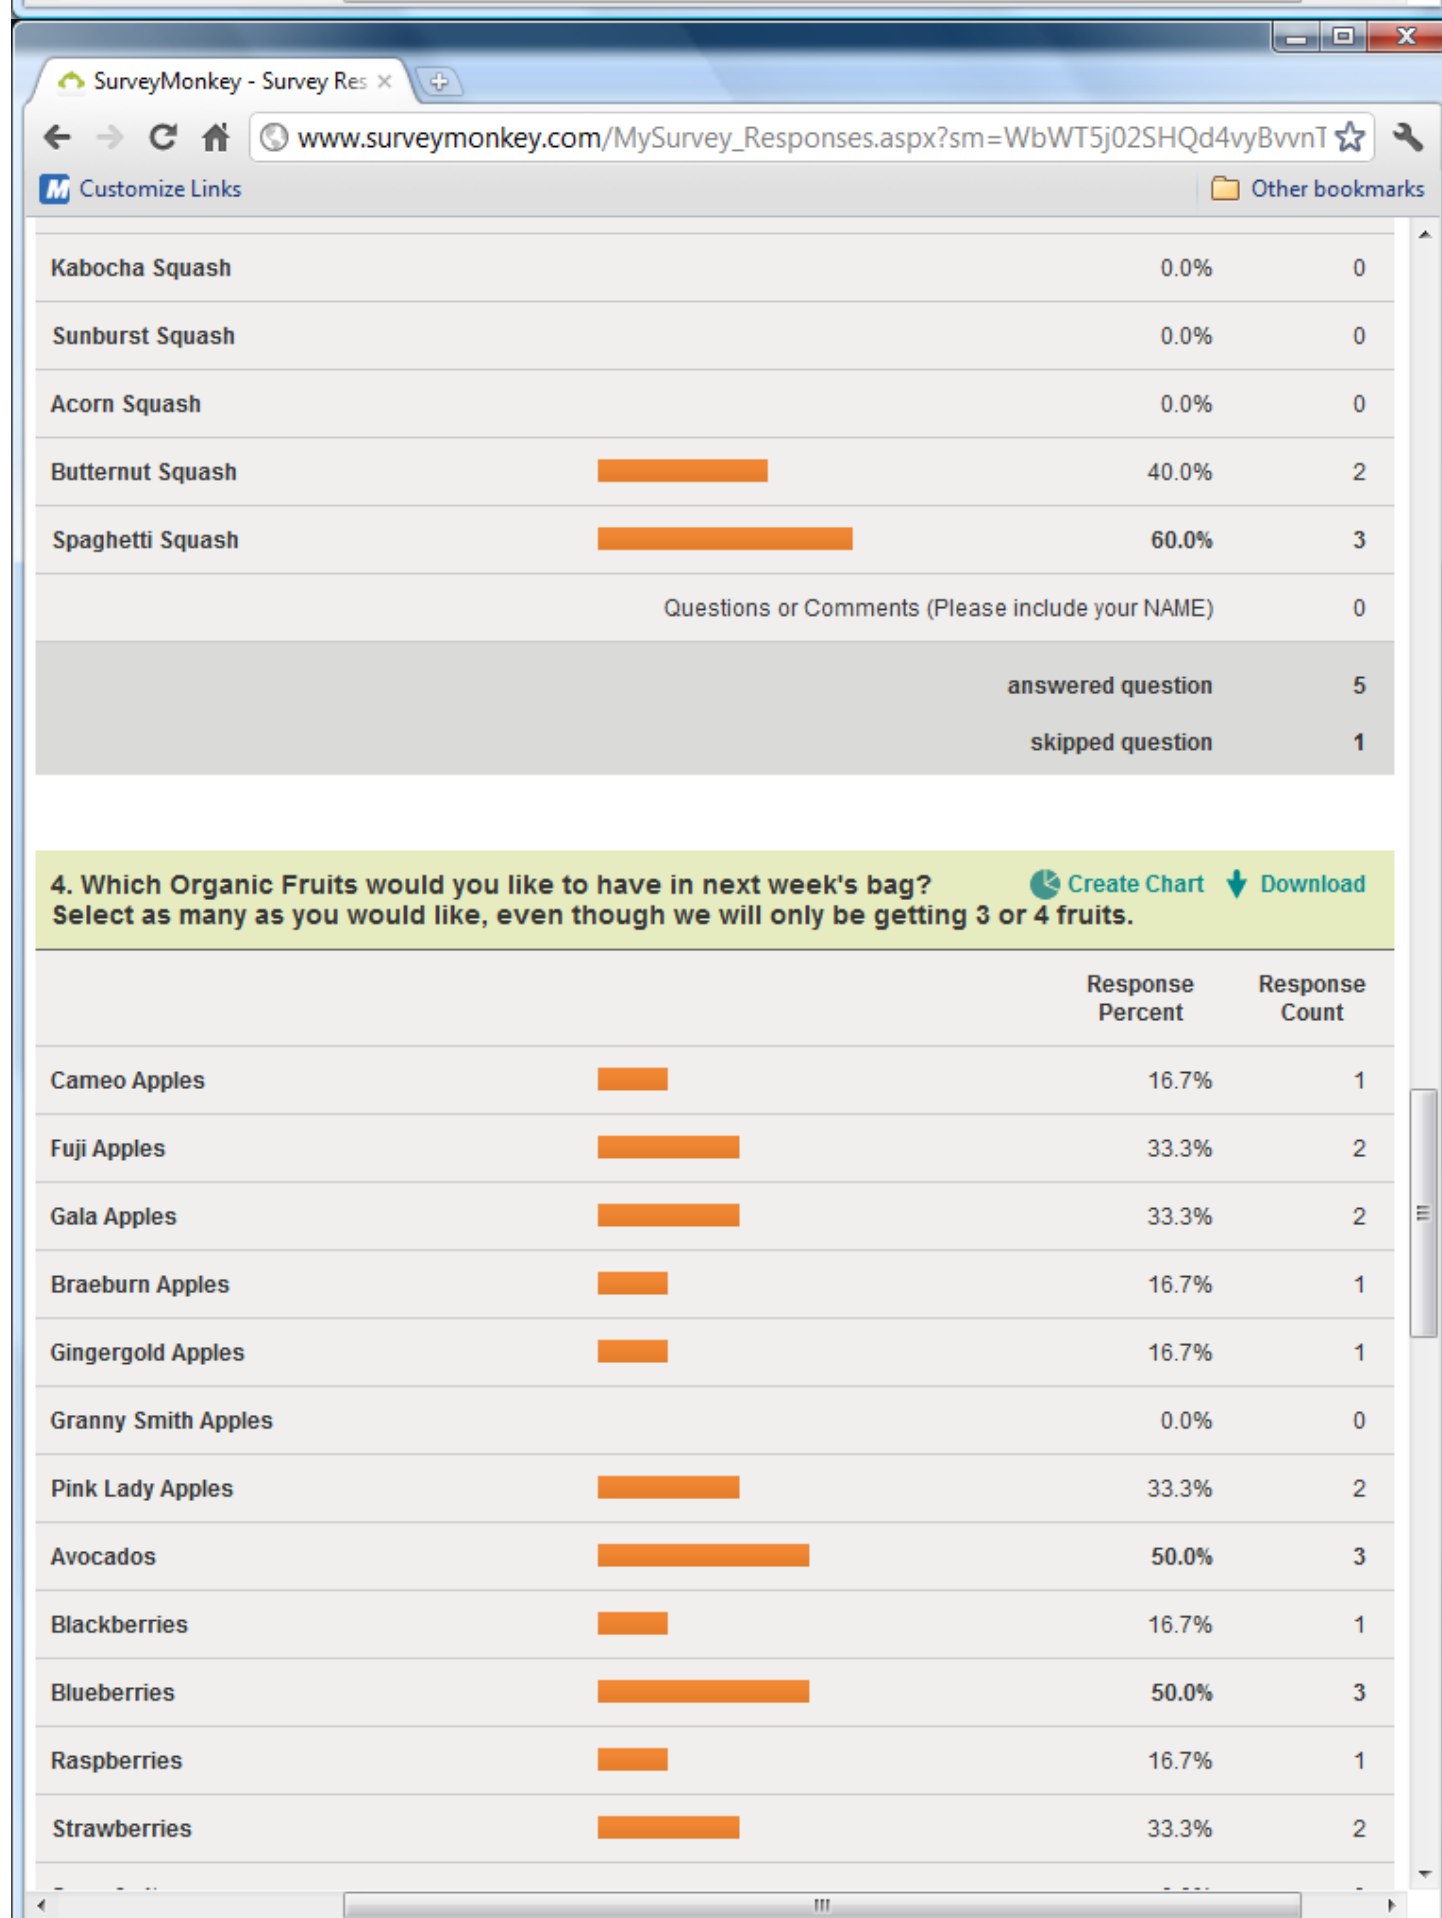 SurveyMonkey - Survey Res
www.surveymonkey.com/MySurvey_Responses.aspx?sm=WbWT5j02SHQd4vyBvvnT
Customize Links Other bookmarks
Kabocha Squash 0.0% 0
Sunburst Squash 0.0% 0
Acorn Squash 0.0% 0
Butternut Squash 40.0% 2
Spaghetti Squash 60.0% 3
Questions or Comments (Please include your NAME) 0
answered question 5
skipped question 1
4. Which Organic Fruits would you like to have in next week's bag? Create Chart Download
Select as many as you would like, even though we will only be getting 3 or 4 fruits.
Response Response
Percent Count
Cameo Apples 16.7% 1
Fuji Apples 33.3% 2
Gala Apples 33.3% 2
Braeburn Apples 16.7% 1
Gingergold Apples 16.7% 1
Granny Smith Apples 0.0% 0
Pink Lady Apples 33.3% 2
Avocados 50.0% 3
Blackberries 16.7% 1
Blueberries 50.0% 3
Raspberries 16.7% 1
Strawberries 33.3% 2